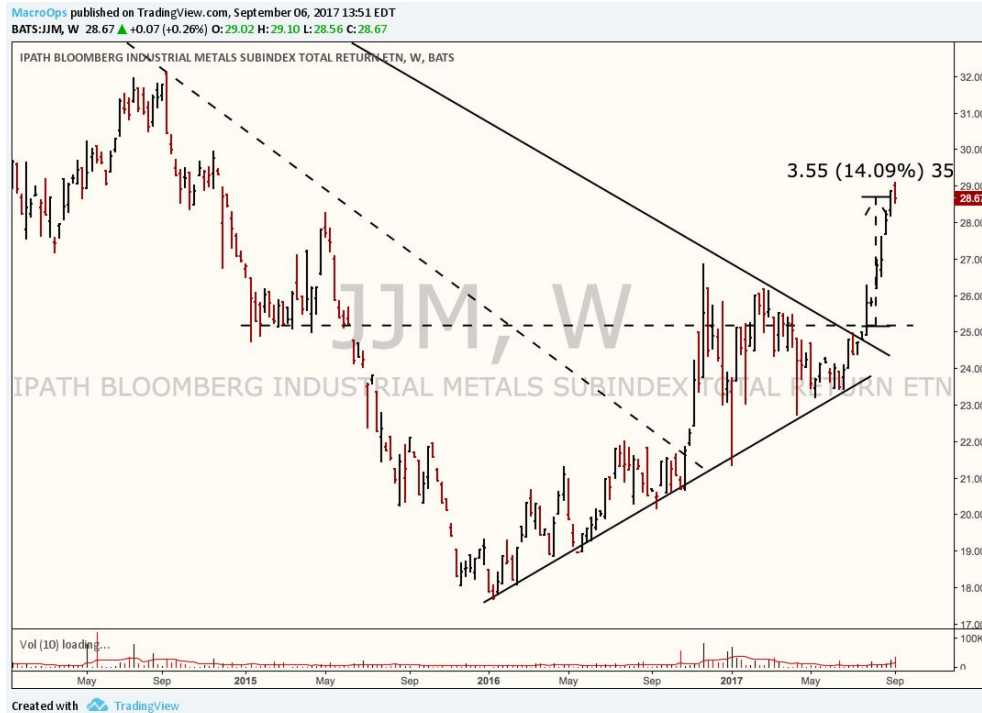 MacroOps published on TradingView.com, September 06, 2017 13:51 EDT
BATS:JJM, W 28.67 ▲ +0.07 (+0.26%) O:29.02 H:29.10 L:28.56 C:28.67
IPATH BLOOMBERG INDUSTRIAL METALS SUBINDEX TOTAL RETURN ETN, W, BATS
32.00
31.00
30.00
3.55 (14.09%) 35
29.00
28.67
28.00
27.00
26.00
JJM, W
25.00
24.00
IPATH BLOOMBERG INDUSTRIAL METALS SUBINDEX TOTAL RETURN ETN
23.00
22.00
21.00
20.00
19.00
18.00
17.00
Vol (10) loading...
100K
0
May Sep 2015 May Sep 2016 May Sep 2017 May Sep
Created with TradingView